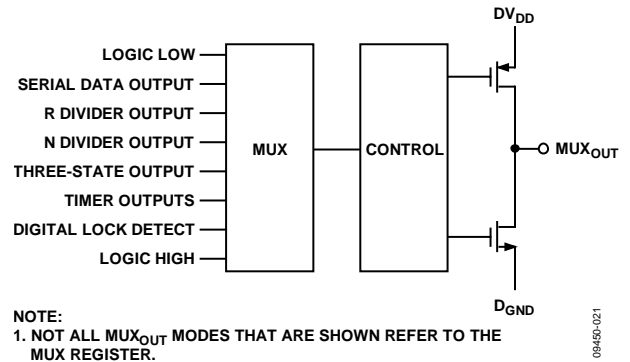 DVDD
LOGIC LOW
SERIAL DATA OUTPUT
R DIVIDER OUTPUT
N DIVIDER OUTPUT
THREE-STATE OUTPUT
TIMER OUTPUTS
DIGITAL LOCK DETECT
LOGIC HIGH
MUX
CONTROL
MUXOUT
DGND
NOTE:
1. NOT ALL MUXOUT MODES THAT ARE SHOWN REFER TO THE
MUX REGISTER.
09450-021